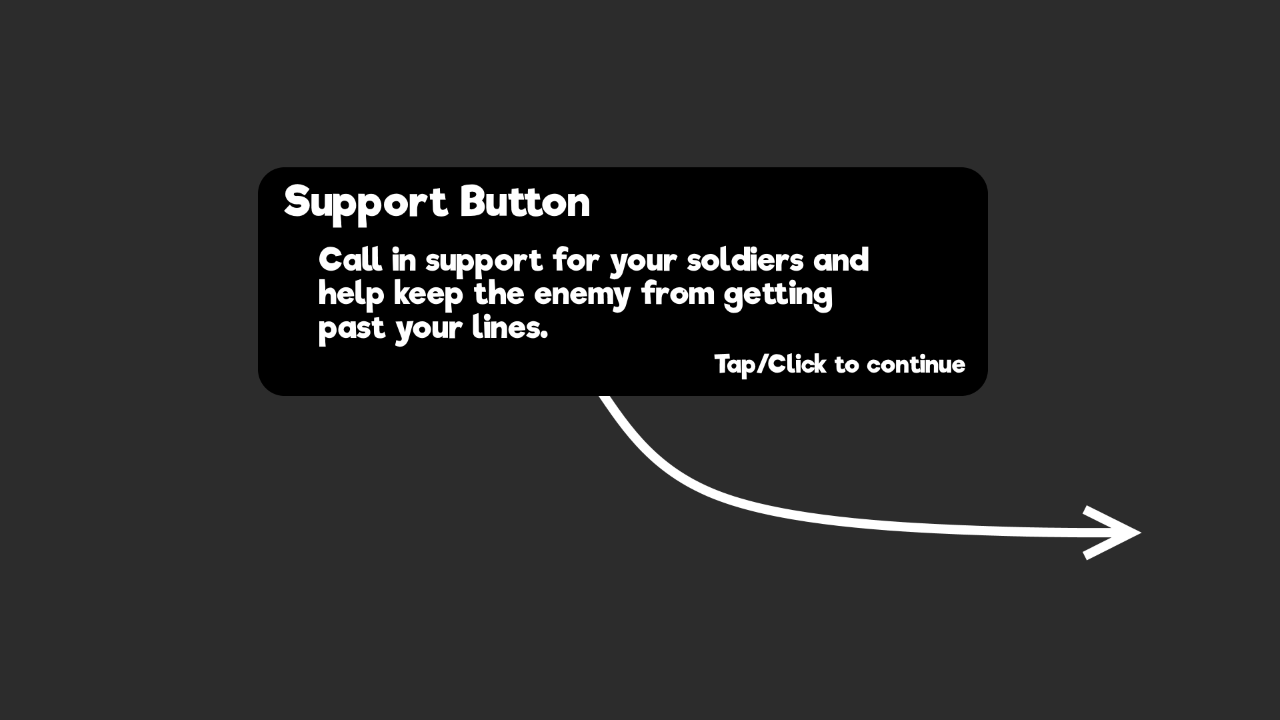 Support Button
Call in support for your soldiers and
help keep the enemy from getting
past your lines.
Tap/Click to continue